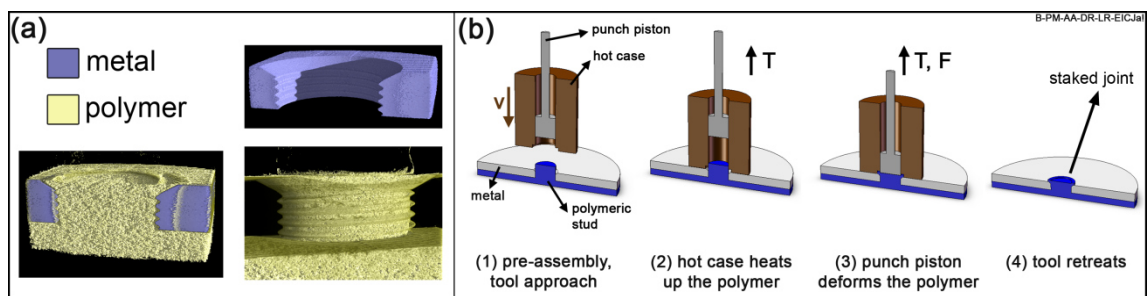 (a)
metal
polymer
(b)
B-PM-AA-DR-LR-EICJal
punch piston
hot case
v
T
T, F
staked joint
metal
polymeric
stud
(1) pre-assembly,
tool approach
(2) hot case heats
up the polymer
(3) punch piston
deforms the polymer
(4) tool retreats